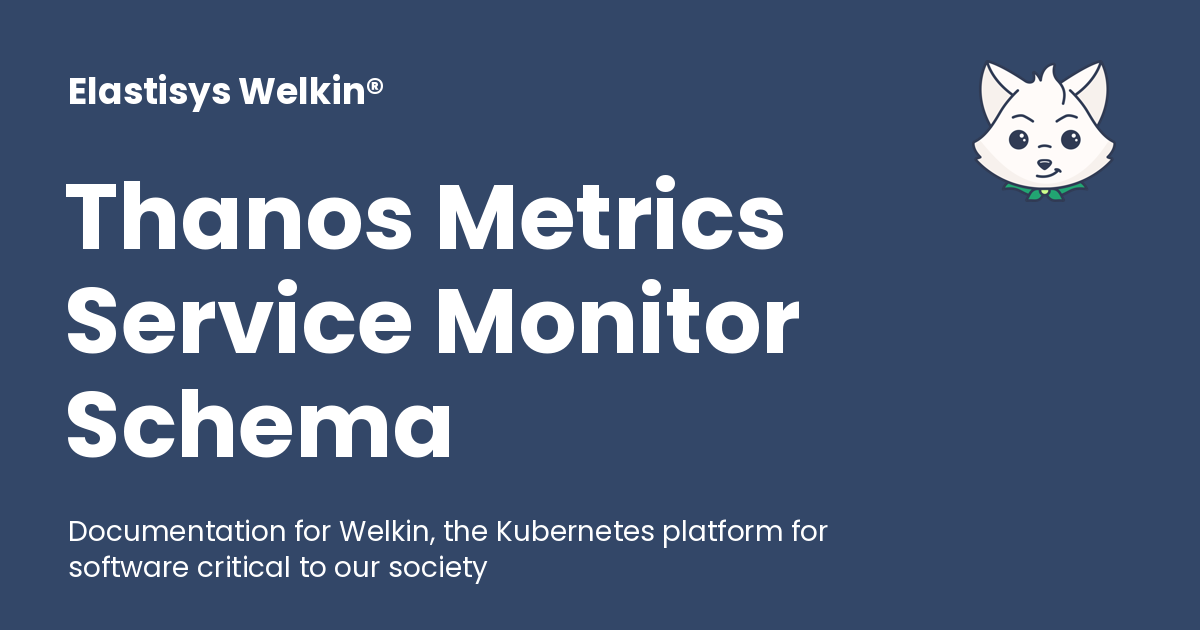 Elastisys Welkin®
Thanos Metrics
Service Monitor
Schema
Documentation for Welkin, the Kubernetes platform for
software critical to our society